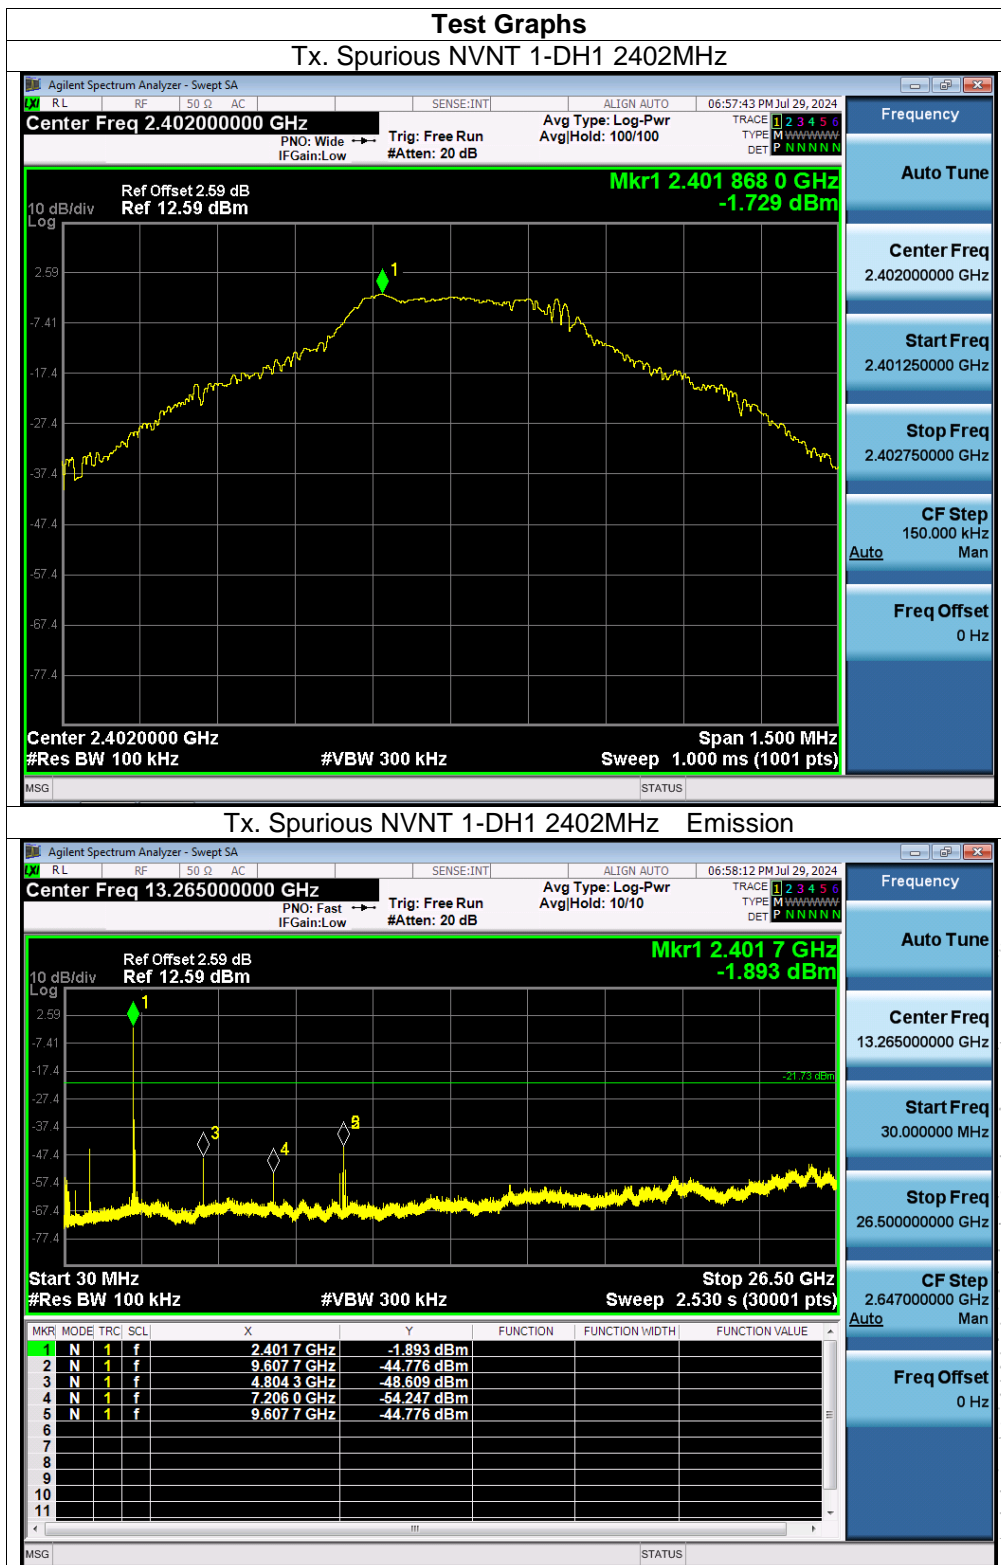 Test Graphs
Tx. Spurious NVNT 1-DH1 2402MHz
Agilent Spectrum Analyzer - Swept SA
LXI RL RF 50 Ω AC SENSE:INT ALIGN AUTO 06:57:43 PM Jul 29, 2024
Center Freq 2.402000000 GHz
PNO: Wide
IFGain:Low
Trig: Free Run
#Atten: 20 dB
Avg Type: Log-Pwr
Avg|Hold: 100/100
TRACE 1 2 3 4 5 6
TYPE M WWWWW
DET P N N N N N
Ref Offset 2.59 dB
10 dB/div Ref 12.59 dBm
Log
Mkr1 2.401 868 0 GHz
-1.729 dBm
1
2.59
-7.41
-17.4
-27.4
-37.4
-47.4
-57.4
-67.4
-77.4
Center 2.4020000 GHz Span 1.500 MHz
#Res BW 100 kHz #VBW 300 kHz Sweep 1.000 ms (1001 pts)
MSG STATUS
Frequency
Auto Tune
Center Freq
2.402000000 GHz
Start Freq
2.401250000 GHz
Stop Freq
2.402750000 GHz
CF Step
150.000 kHz
Auto Man
Freq Offset
0 Hz
Tx. Spurious NVNT 1-DH1 2402MHz Emission
Agilent Spectrum Analyzer - Swept SA
LXI RL RF 50 Ω AC SENSE:INT ALIGN AUTO 06:58:12 PM Jul 29, 2024
Center Freq 13.265000000 GHz
PNO: Fast
IFGain:Low
Trig: Free Run
#Atten: 20 dB
Avg Type: Log-Pwr
Avg|Hold: 10/10
TRACE 1 2 3 4 5 6
TYPE M WWWWW
DET P N N N N N
Ref Offset 2.59 dB
10 dB/div Ref 12.59 dBm
Log
Mkr1 2.401 7 GHz
-1.893 dBm
1
2.59
-7.41
-17.4
-21.73 dBm
-27.4
-37.4
3
4
-47.4
-57.4
-67.4
-77.4
Start 30 MHz Stop 26.50 GHz
#Res BW 100 kHz #VBW 300 kHz Sweep 2.530 s (30001 pts)
MKR MODE TRC SCL X Y FUNCTION FUNCTION WIDTH FUNCTION VALUE
1 N 1 f 2.401 7 GHz -1.893 dBm
2 N 1 f 9.607 7 GHz -44.776 dBm
3 N 1 f 4.804 3 GHz -48.609 dBm
4 N 1 f 7.206 0 GHz -54.247 dBm
5 N 1 f 9.607 7 GHz -44.776 dBm
6
7
8
9
10
11
MSG STATUS
Frequency
Auto Tune
Center Freq
13.265000000 GHz
Start Freq
30.000000 MHz
Stop Freq
26.500000000 GHz
CF Step
2.647000000 GHz
Auto Man
Freq Offset
0 Hz